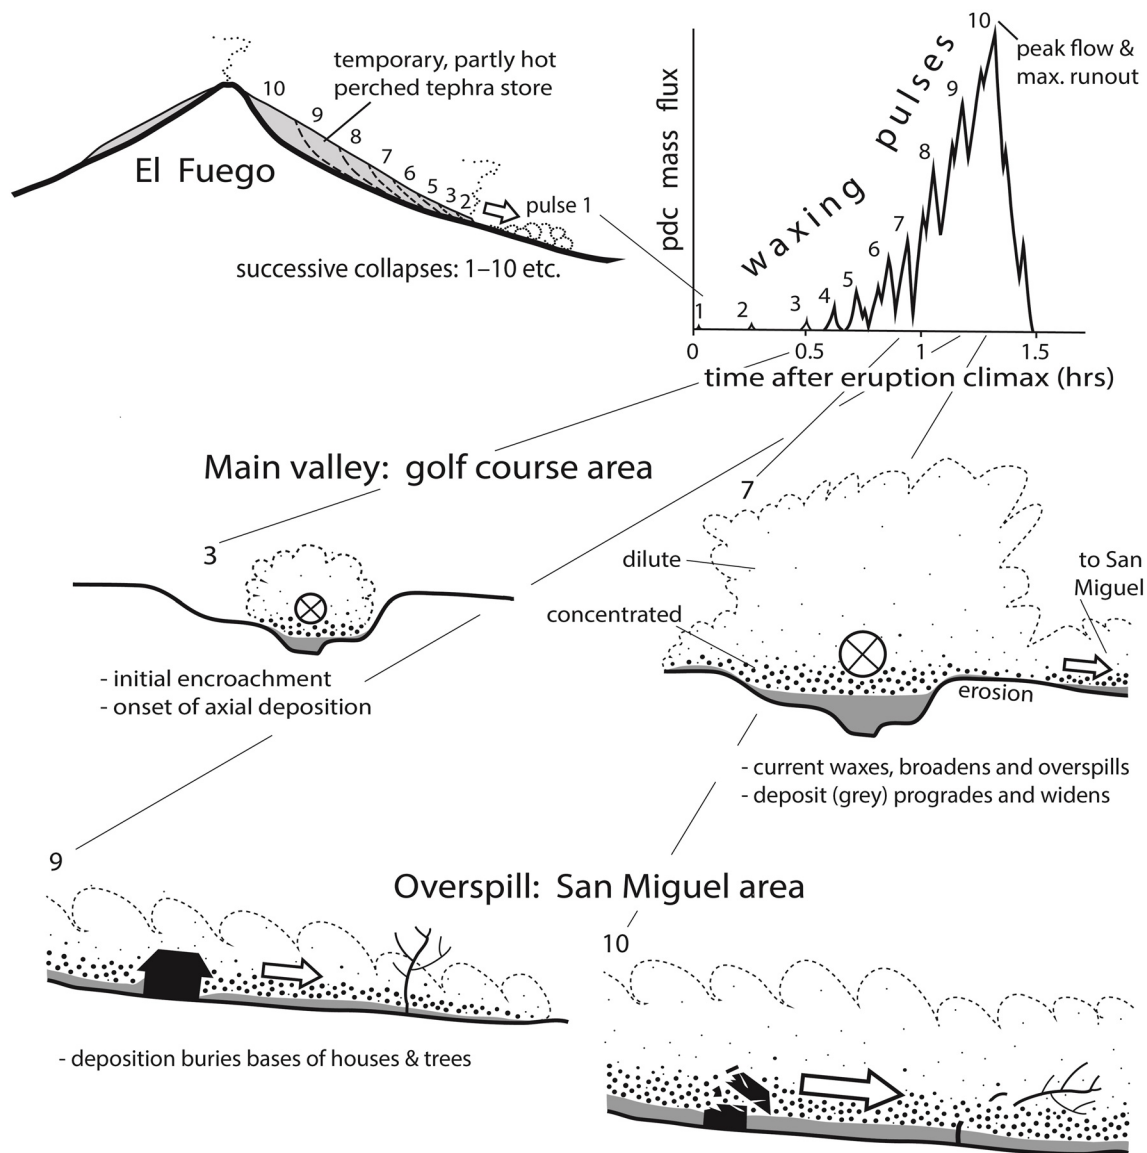 temporary, partly hot
perched tephra store
10
9
8
7
6
5
3
2
El Fuego
pulse 1
successive collapses: 1–10 etc.
pdc mass flux
waxing pulses
1
2
3
4
5
6
7
8
9
10
peak flow &
max. runout
0
0.5
1
1.5
time after eruption climax (hrs)
Main valley: golf course area
3
- initial encroachment
- onset of axial deposition
7
dilute
concentrated
to San
Miguel
erosion
- current waxes, broadens and overspills
- deposit (grey) progrades and widens
Overspill: San Miguel area
9
- deposition buries bases of houses & trees
10